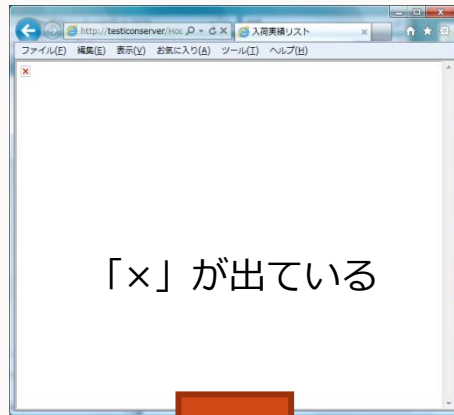 http://testiconserver/Hoc
入荷実績リスト
ファイル(F) 編集(E) 表示(V) お気に入り(A) ツール(T) ヘルプ(H)
「×」が出ている